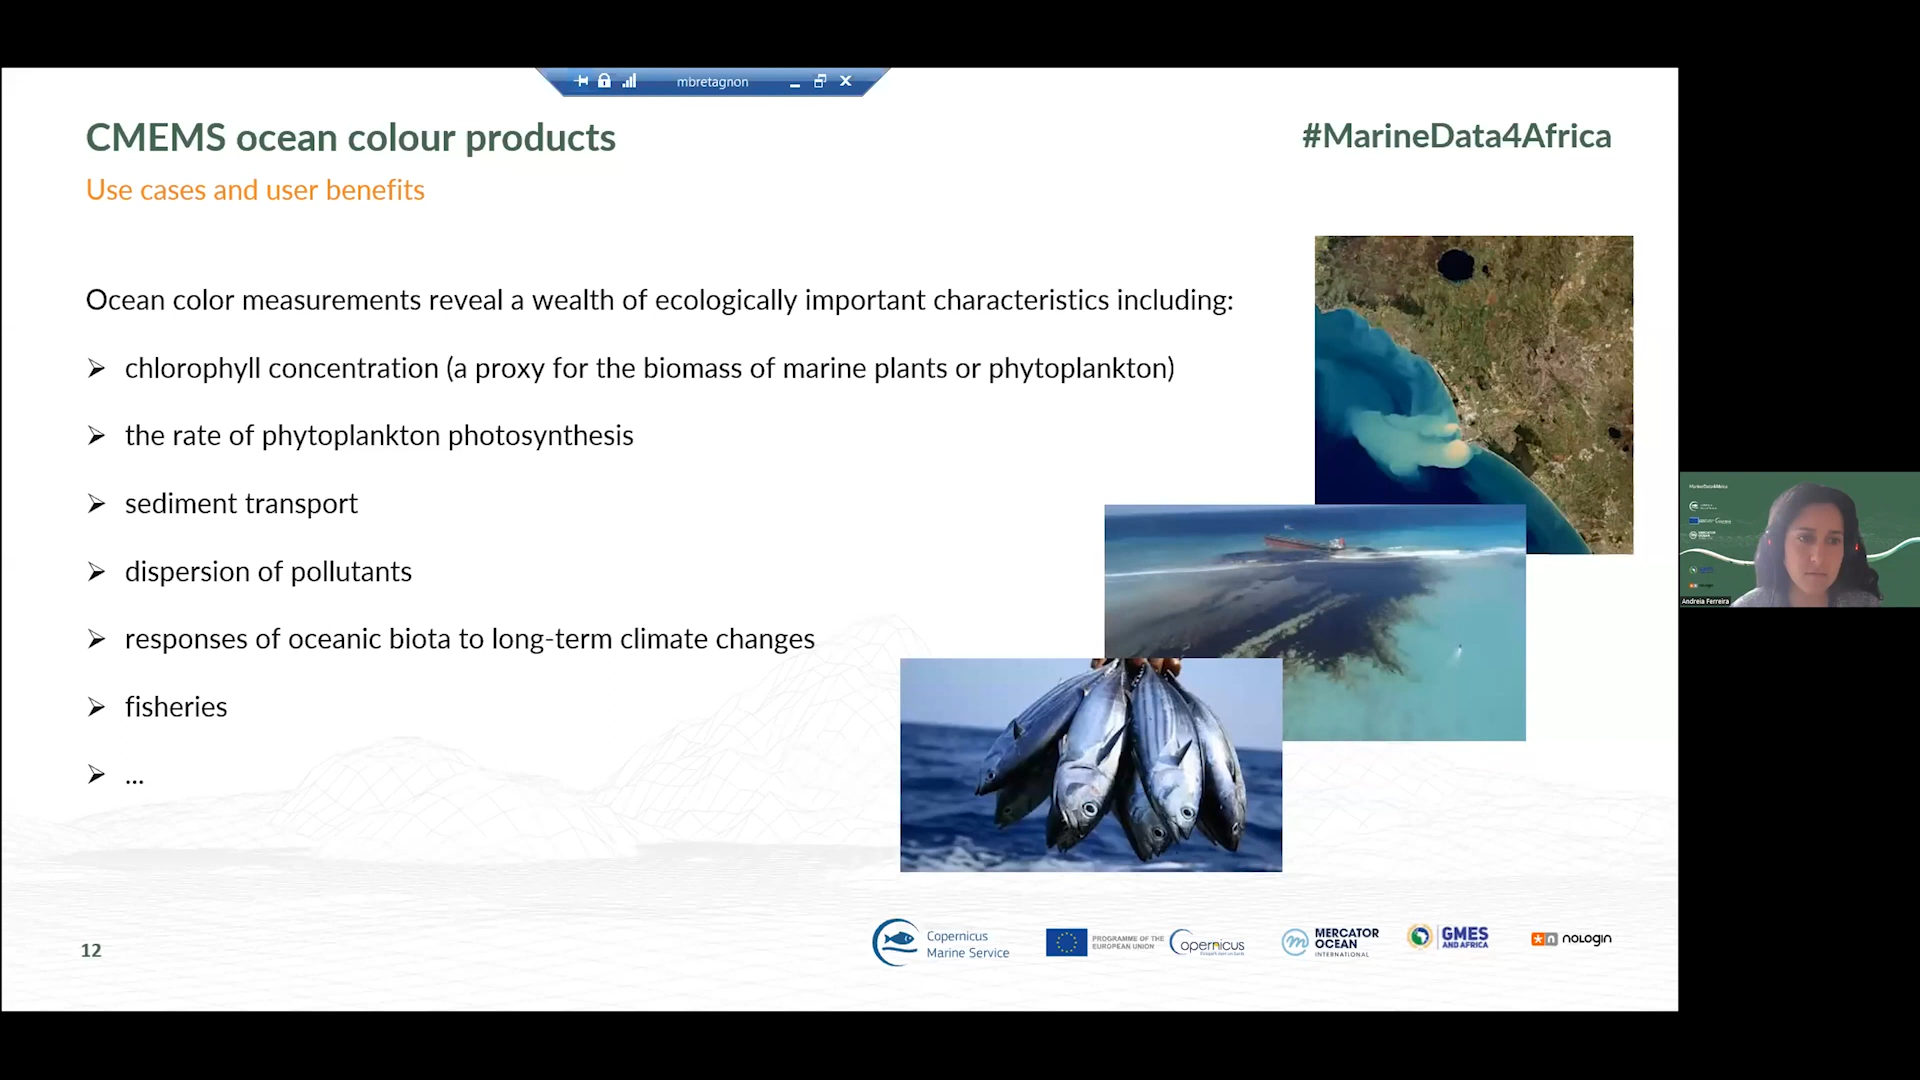 mbretagnon
CMEMS ocean colour products
#MarineData4Africa
Use cases and user benefits
Ocean color measurements reveal a wealth of ecologically important characteristics including:
chlorophyll concentration (a proxy for the biomass of marine plants or phytoplankton)
the rate of phytoplankton photosynthesis
sediment transport
dispersion of pollutants
responses of oceanic biota to long-term climate changes
fisheries
...
MarineData4Africa
Andreia Ferreira
12
Copernicus
Marine Service
PROGRAMME OF THE
EUROPEAN UNION
opernicus
MERCATOR
OCEAN
INTERNATIONAL
GMES
AND AFRICA
nologin